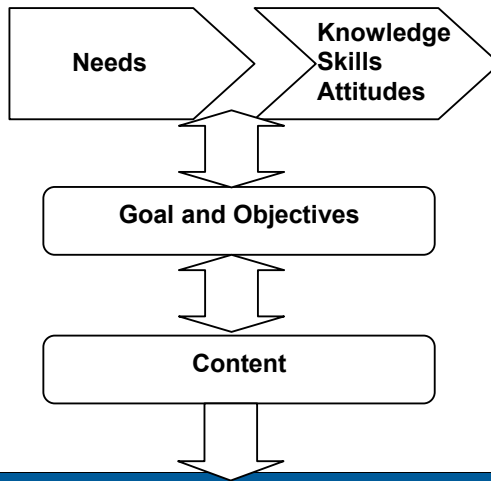 Needs
Knowledge
Skills
Attitudes
Goal and Objectives
Content